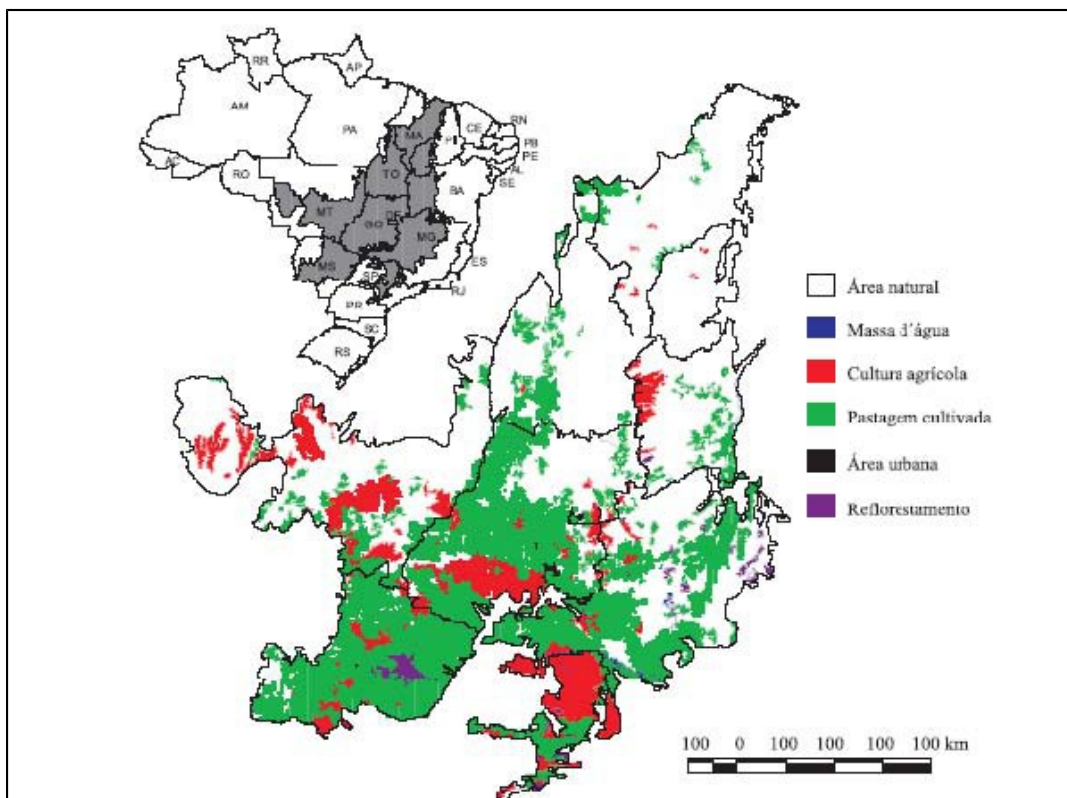 RR
AP
AM
PA
MA
CE
RN
PB
PE
AL
SE
AC
RO
TO
BA
MT
GO
DF
MG
MS
ES
SP
RJ
PR
SC
RS
Área natural
Massa d´água
Cultura agrícola
Pastagem cultivada
Área urbana
Reflorestamento
100 0 100 100 100 100 km